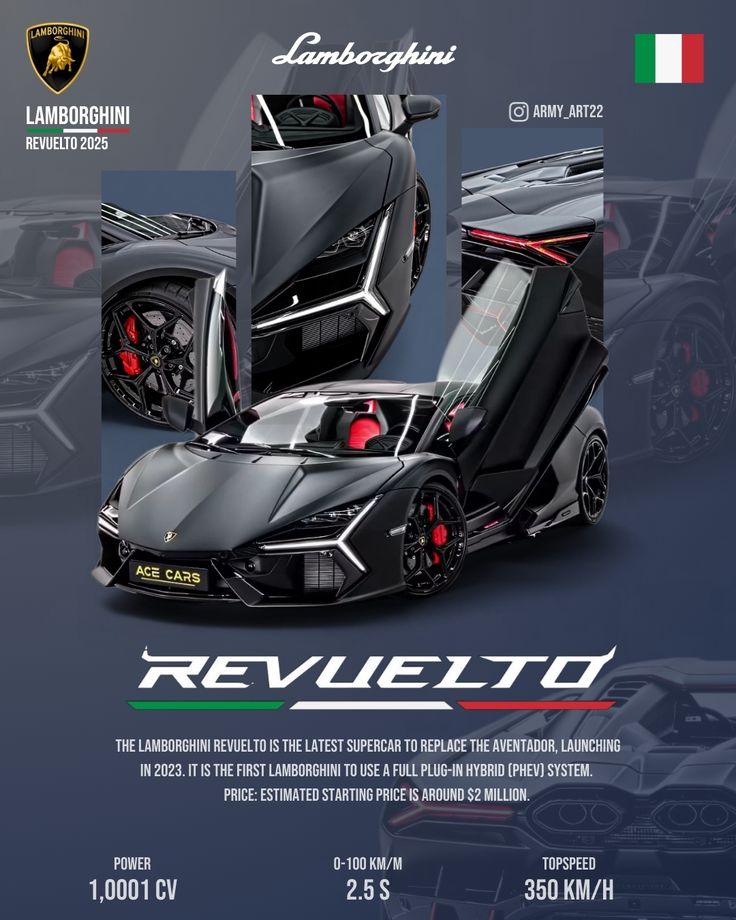 LAMBORGHINI
Lamborghini
LAMBORGHINI
REVUELTO 2025
ARMY_ART22
ACE CARS
REVUELTO
THE LAMBORGHINI REVUELTO IS THE LATEST SUPERCAR TO REPLACE THE AVENTADOR, LAUNCHING
IN 2023. IT IS THE FIRST LAMBORGHINI TO USE A FULL PLUG-IN HYBRID (PHEV) SYSTEM.
PRICE: ESTIMATED STARTING PRICE IS AROUND $2 MILLION.
POWER
1,0001 CV
0-100 KM/M
2.5 S
TOPSPEED
350 KM/H